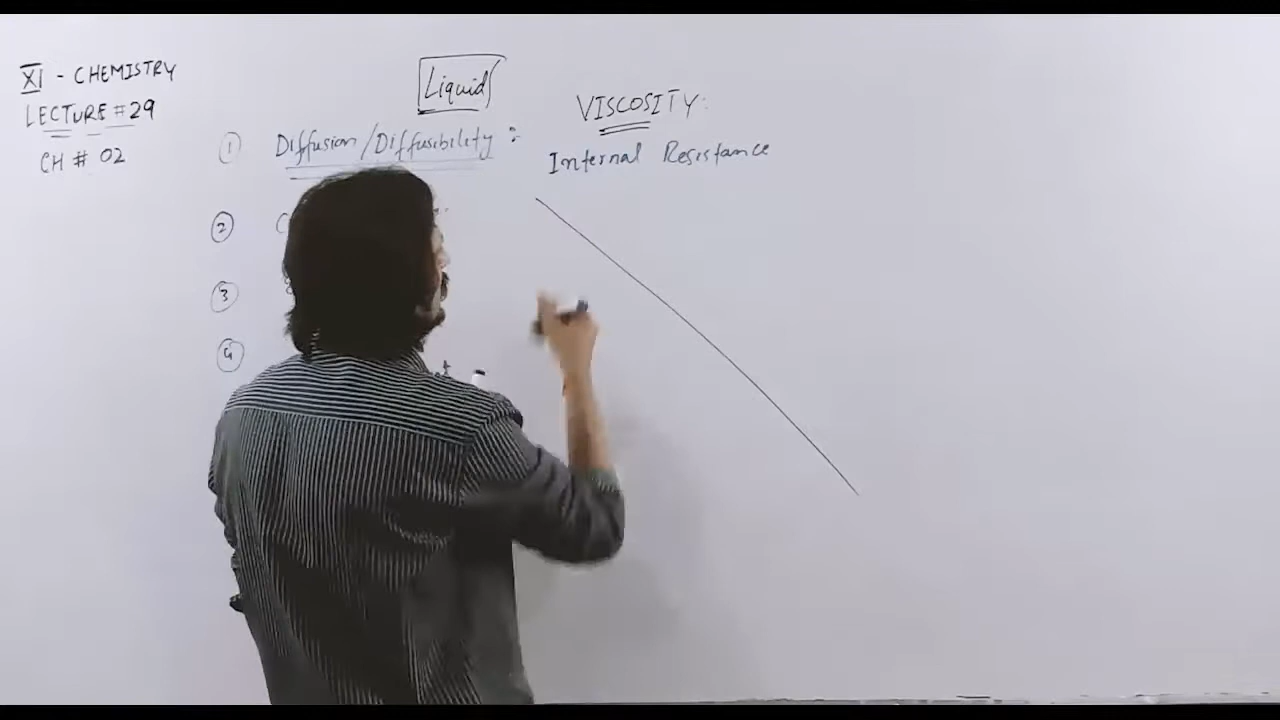 XI - CHEMISTRY
LECTURE # 29
CH # 02
Liquid
① Diffusion/Diffusibility :
②
③
④
VISCOSITY:
Internal Resistance